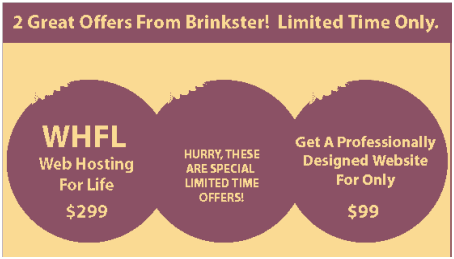 2 Great Offers From Brinkster! Limited Time Only.
WHFL
Web Hosting
For Life
$299
HURRY, THESE
ARE SPECIAL
LIMITED TIME
OFFERS!
Get A Professionally
Designed Website
For Only
$99